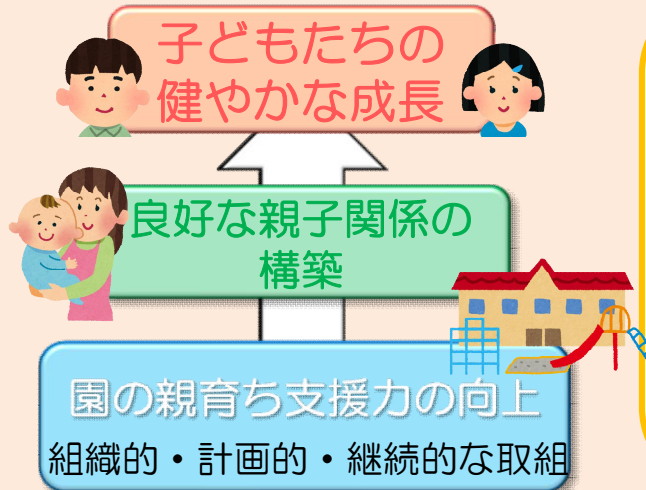 子どもたちの
健やかな成長
良好な親子関係の
構築
園の親育ち支援力の向上
組織的・計画的・継続的な取組